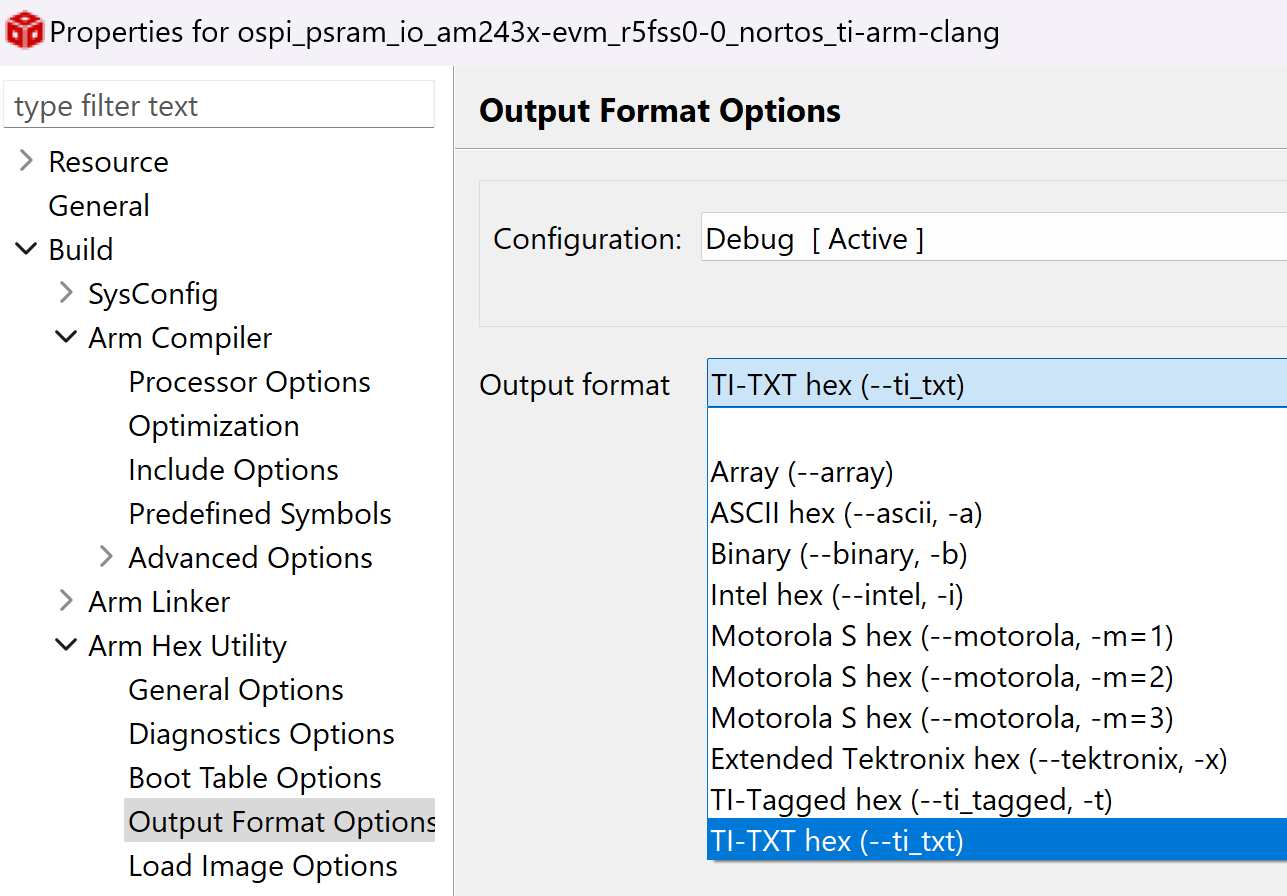 Properties for ospi_psram_io_am243x-evm_r5fss0-0_nortos_ti-arm-clang
type filter text
Resource
General
Build
SysConfig
Arm Compiler
Processor Options
Optimization
Include Options
Predefined Symbols
Advanced Options
Arm Linker
Arm Hex Utility
General Options
Diagnostics Options
Boot Table Options
Output Format Options
Load Image Options
Output Format Options
Configuration: Debug [ Active ]
Output format TI-TXT hex (--ti_txt)
Array (--array)
ASCII hex (--ascii, -a)
Binary (--binary, -b)
Intel hex (--intel, -i)
Motorola S hex (--motorola, -m=1)
Motorola S hex (--motorola, -m=2)
Motorola S hex (--motorola, -m=3)
Extended Tektronix hex (--tektronix, -x)
TI-Tagged hex (--ti_tagged, -t)
TI-TXT hex (--ti_txt)